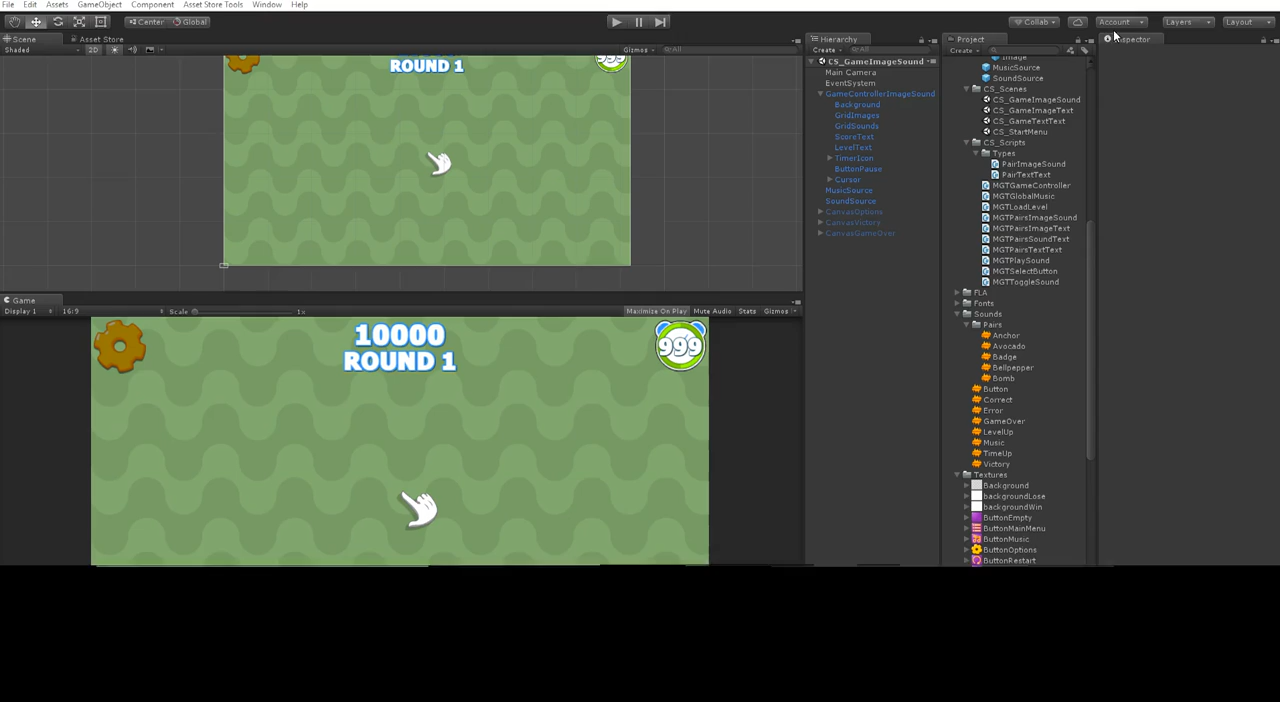 File Edit Assets GameObject Component Asset Store Tools Window Help
Center Global Collab Account Layers Layout
Scene Asset Store
Shaded 2D Gizmos All
ROUND 1
999
Game
Display 1 16:9 Scale 1x Maximize On Play Mute Audio Stats Gizmos
10000
ROUND 1
999
Hierarchy
Create All
CS_GameImageSound
Main Camera
EventSystem
GameControllerImageSound
Background
GridImages
GridSounds
ScoreText
LevelText
TimerIcon
ButtonPause
Cursor
MusicSource
SoundSource
CanvasOptions
CanvasVictory
CanvasGameOver
Project
Create
Image
MusicSource
SoundSource
CS_Scenes
CS_GameImageSound
CS_GameImageText
CS_GameTextText
CS_StartMenu
CS_Scripts
Types
PairImageSound
PairTextText
MGTGameController
MGTGlobalMusic
MGTLoadLevel
MGTPairsImageSound
MGTPairsImageText
MGTPairsSoundText
MGTPairsTextText
MGTPlaySound
MGTSelectButton
MGTToggleSound
FLA
Fonts
Sounds
Pairs
Anchor
Avocado
Badge
Bellpepper
Bomb
Button
Correct
Error
GameOver
LevelUp
Music
TimeUp
Victory
Textures
Background
backgroundLose
backgroundWin
ButtonEmpty
ButtonMainMenu
ButtonMusic
ButtonOptions
ButtonRestart
Inspector